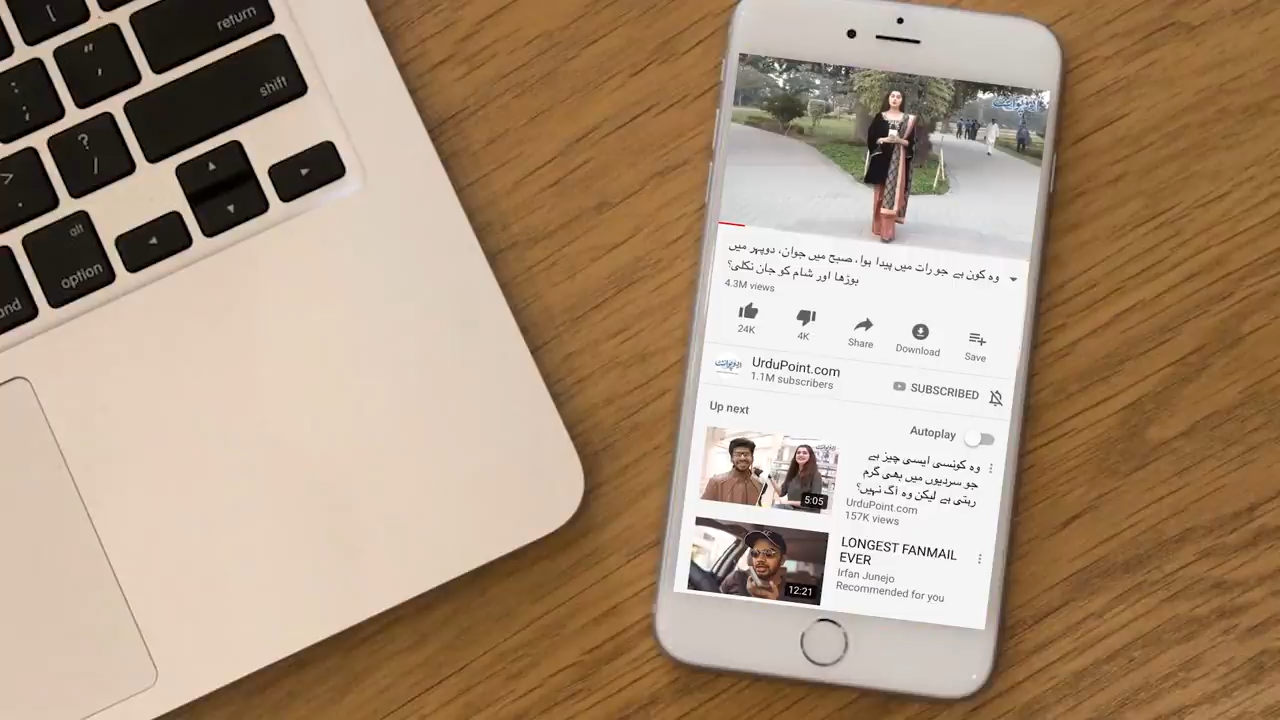 return
shift
alt
option
اردوپوائنٹ
وہ کون ہے جو رات میں پیدا ہوا، صبح میں جوان، دوپہر میں
بوڑھا اور شام کو جان نکلی؟
4.3M views
24K
4K
Share
Download
Save
اردوپوائنٹ
UrduPoint.com
1.1M subscribers
SUBSCRIBED
Up next
Autoplay
5:05
وہ کونسی ایسی چیز ہے
جو سردیوں میں بھی گرم
رہتی ہے لیکن وہ آگ نہیں؟
UrduPoint.com
157K views
12:21
LONGEST FANMAIL
EVER
Irfan Junejo
Recommended for you